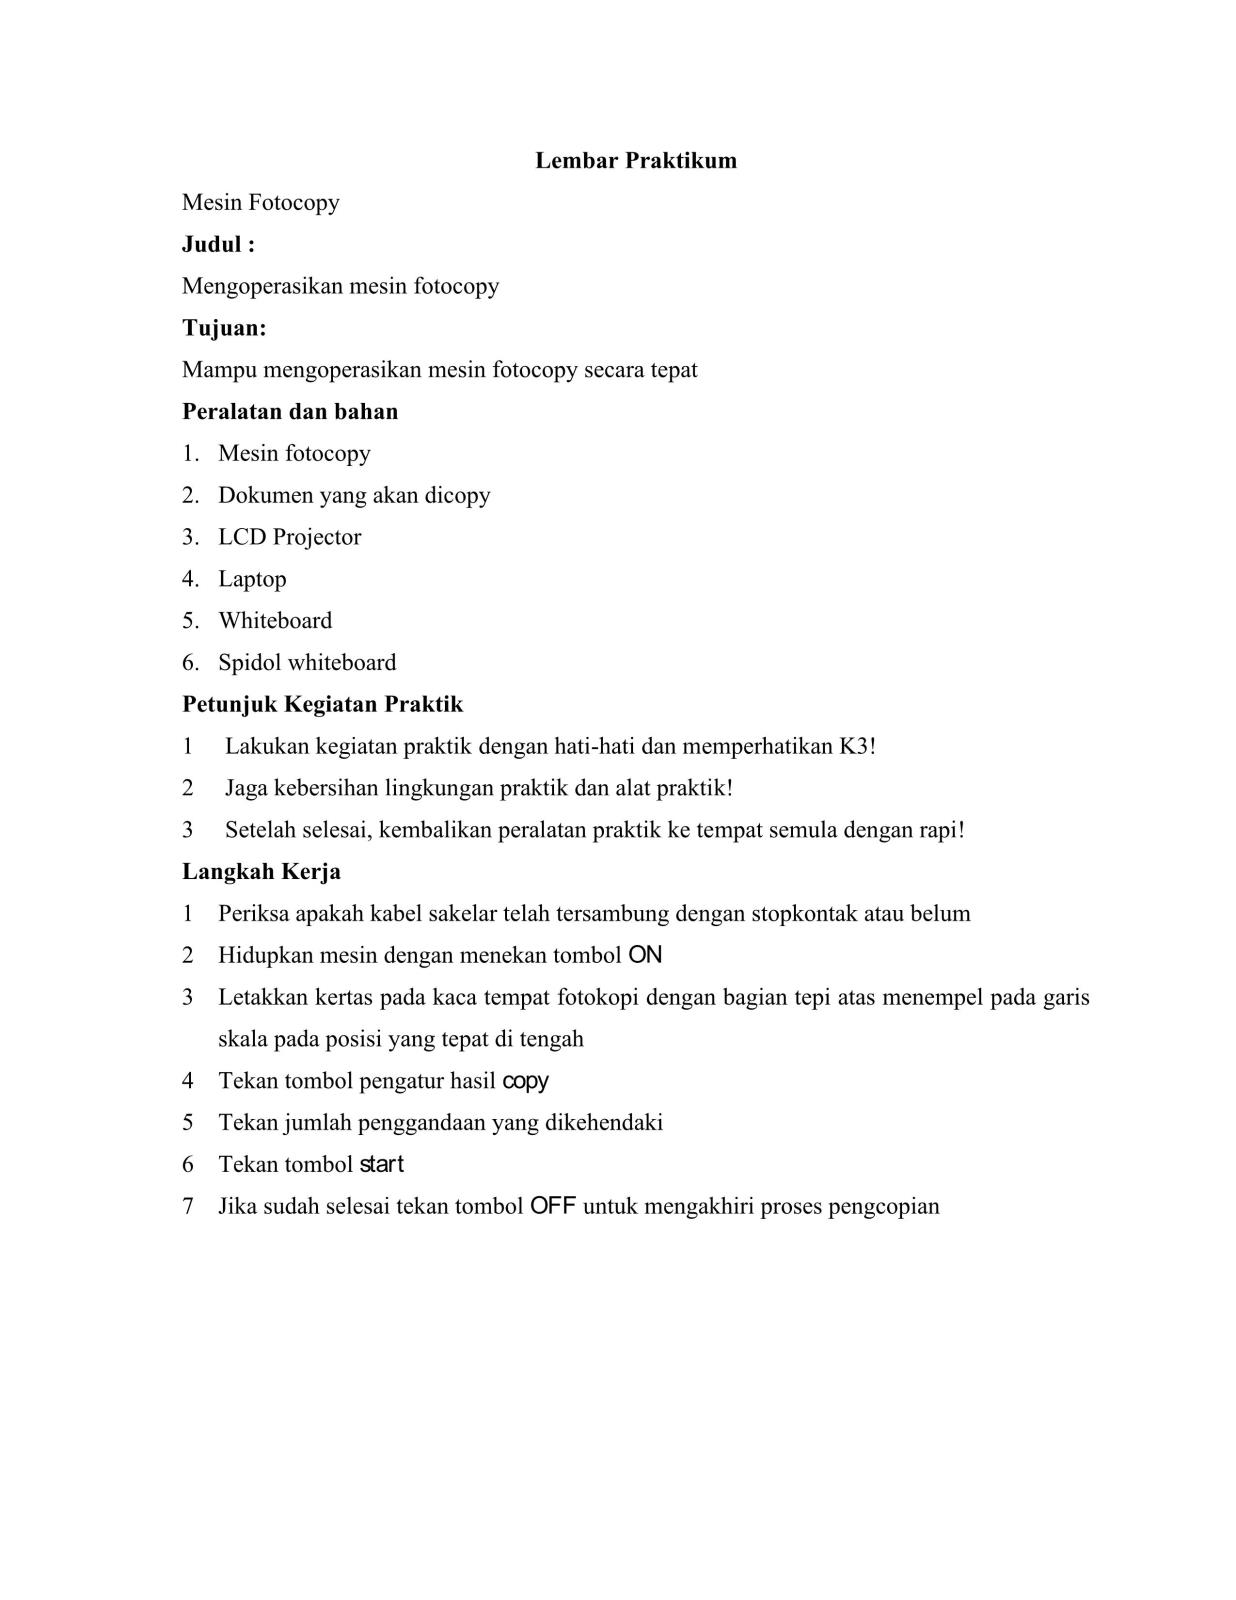 Lembar Praktikum
Mesin Fotocopy
Judul :
Mengoperasikan mesin fotocopy
Tujuan:
Mampu mengoperasikan mesin fotocopy secara tepat
Peralatan dan bahan
1. Mesin fotocopy
2. Dokumen yang akan dicopy
3. LCD Projector
4. Laptop
5. Whiteboard
6. Spidol whiteboard
Petunjuk Kegiatan Praktik
1 Lakukan kegiatan praktik dengan hati-hati dan memperhatikan K3!
2 Jaga kebersihan lingkungan praktik dan alat praktik!
3 Setelah selesai, kembalikan peralatan praktik ke tempat semula dengan rapi!
Langkah Kerja
1 Periksa apakah kabel sakelar telah tersambung dengan stopkontak atau belum
2 Hidupkan mesin dengan menekan tombol ON
3 Letakkan kertas pada kaca tempat fotokopi dengan bagian tepi atas menempel pada garis
skala pada posisi yang tepat di tengah
4 Tekan tombol pengatur hasil copy
5 Tekan jumlah penggandaan yang dikehendaki
6 Tekan tombol start
7 Jika sudah selesai tekan tombol OFF untuk mengakhiri proses pengcopian